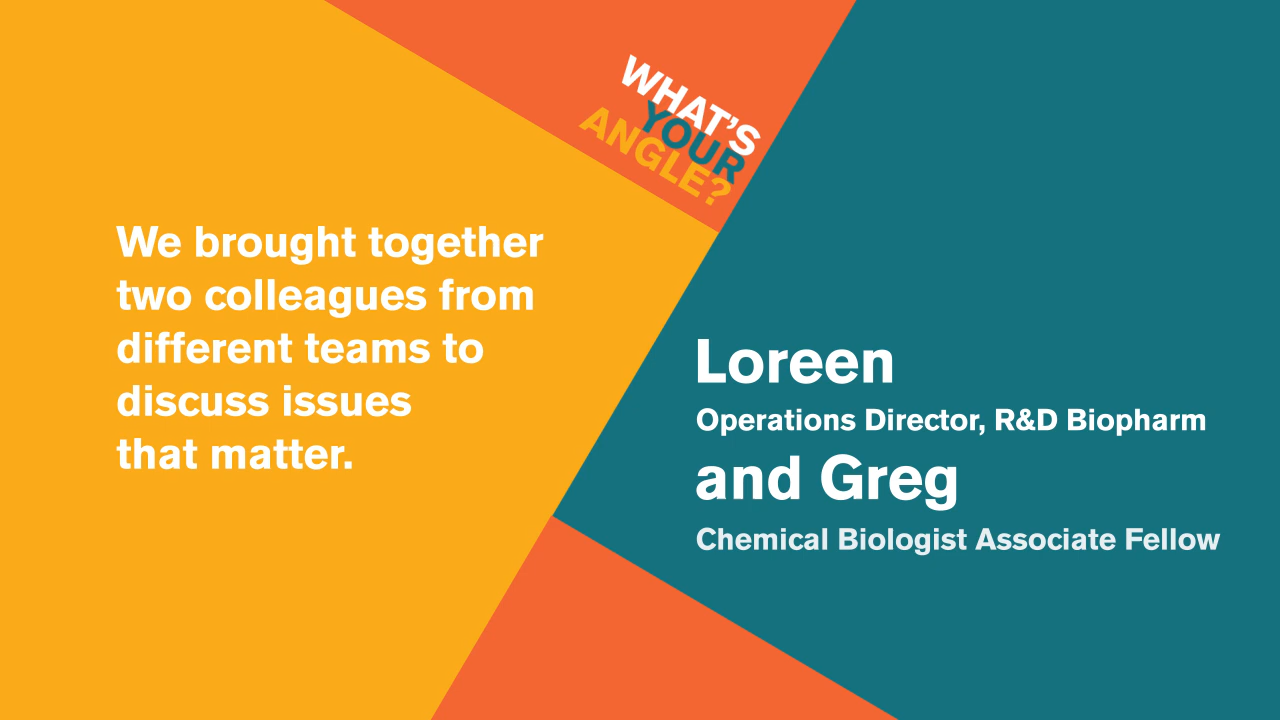 WHAT'S
YOUR
ANGLE?
We brought together
two colleagues from
different teams to
discuss issues
that matter.
Loreen
Operations Director, R&D Biopharm
and Greg
Chemical Biologist Associate Fellow